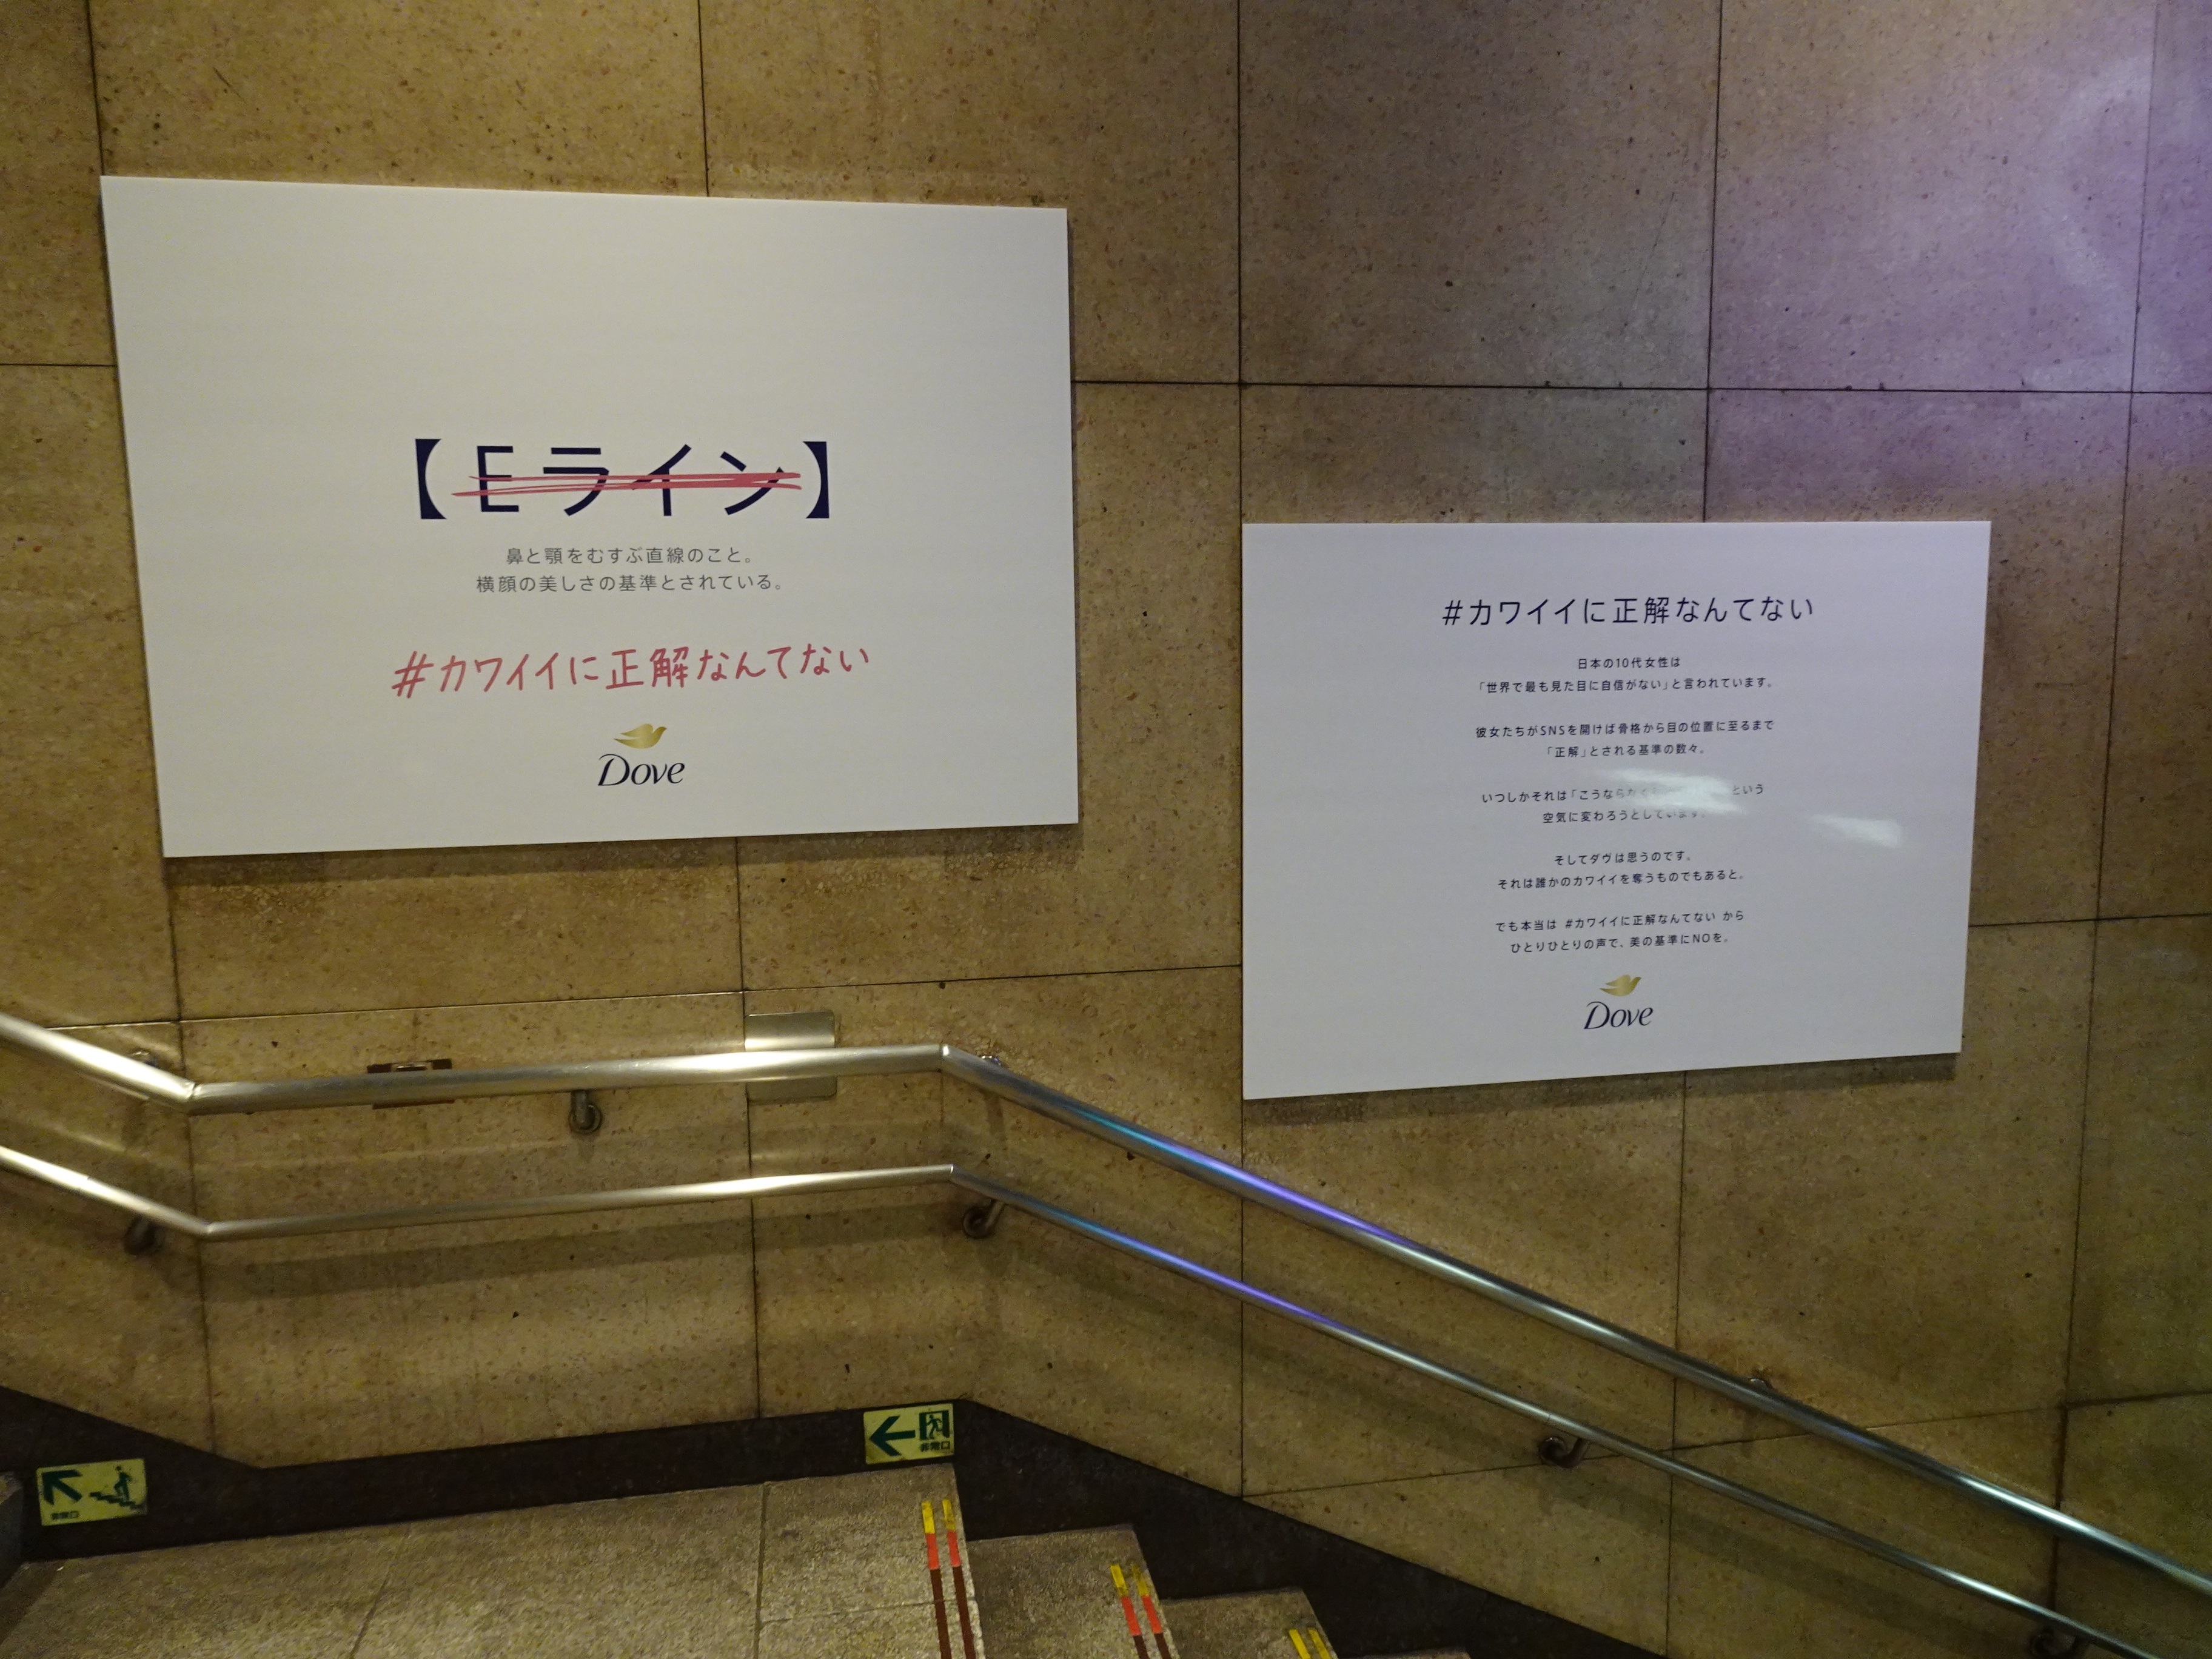 【Eライン】
鼻と顎をむすぶ直線のこと。
横顔の美しさの基準とされている。
#カワイイに正解なんてない
Dove
#カワイイに正解なんてない
日本の10代女性は
「世界で最も見た目に自信がない」と言われています。
彼女たちがSNSを開けば骨格から目の位置に至るまで
「正解」とされる基準の数々。
いつしかそれは「こうなら という
空気に変わろうとしています。
そしてダヴは思うのです。
それは誰かのカワイイを奪うものでもあると。
でも本当は #カワイイに正解なんてない から
ひとりひとりの声で、美の基準にNOを。
Dove
非常口
非常口